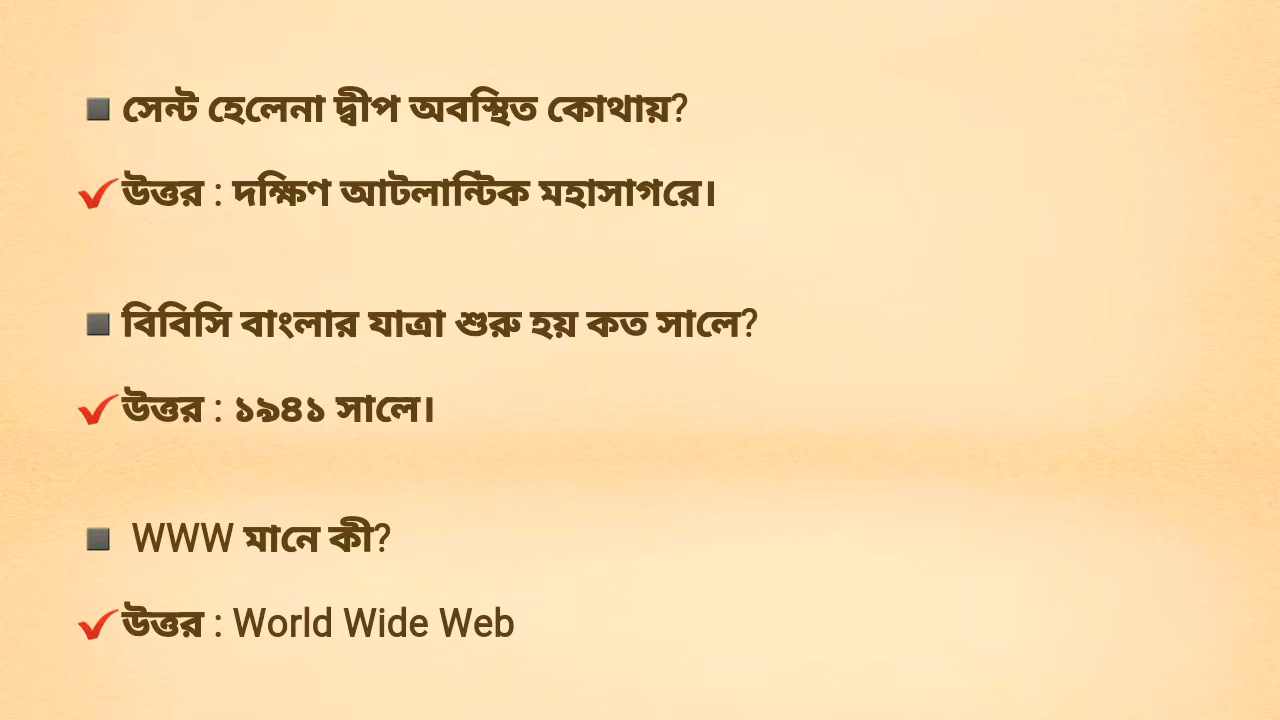 ◾সেন্ট হেলেনা দ্বীপ অবস্থিত কোথায়?
✔উত্তর : দক্ষিণ আটলান্টিক মহাসাগরে।
◾বিবিসি বাংলার যাত্রা শুরু হয় কত সালে?
✔উত্তর : ১৯৪১ সালে।
◾ WWW মানে কী?
✔উত্তর : World Wide Web